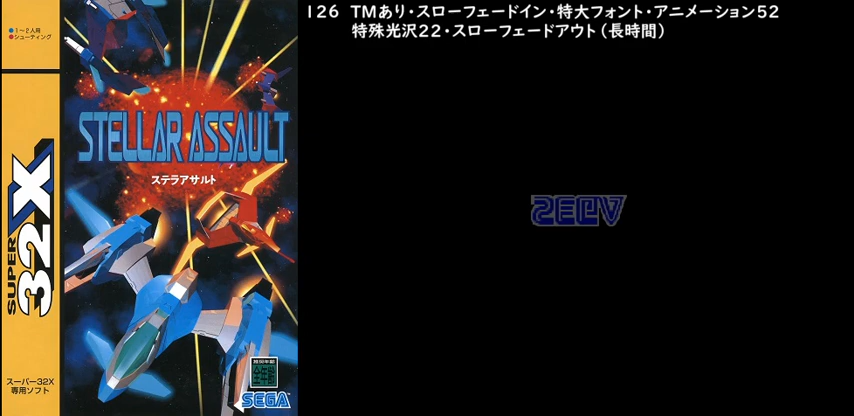 126 TMあり・スローフェードイン・特大フォント・アニメーション52
特殊光沢22・スローフェードアウト(長時間)
●1〜2人用
●シューティング
STELLAR ASSAULT
ステラアサルト
SUPER 32X
スーパー32X
専用ソフト
全年齢
SEGA